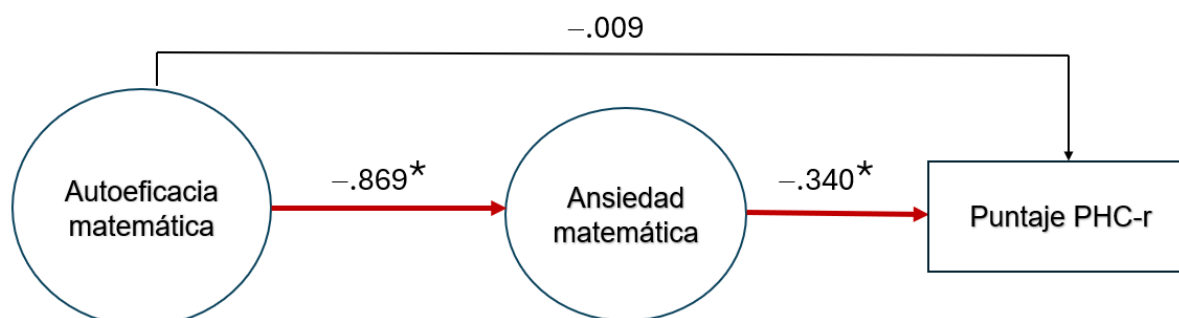 –.009
Autoeficacia
matemática
–.869*
Ansiedad
matemática
–.340*
Puntaje PHC-r